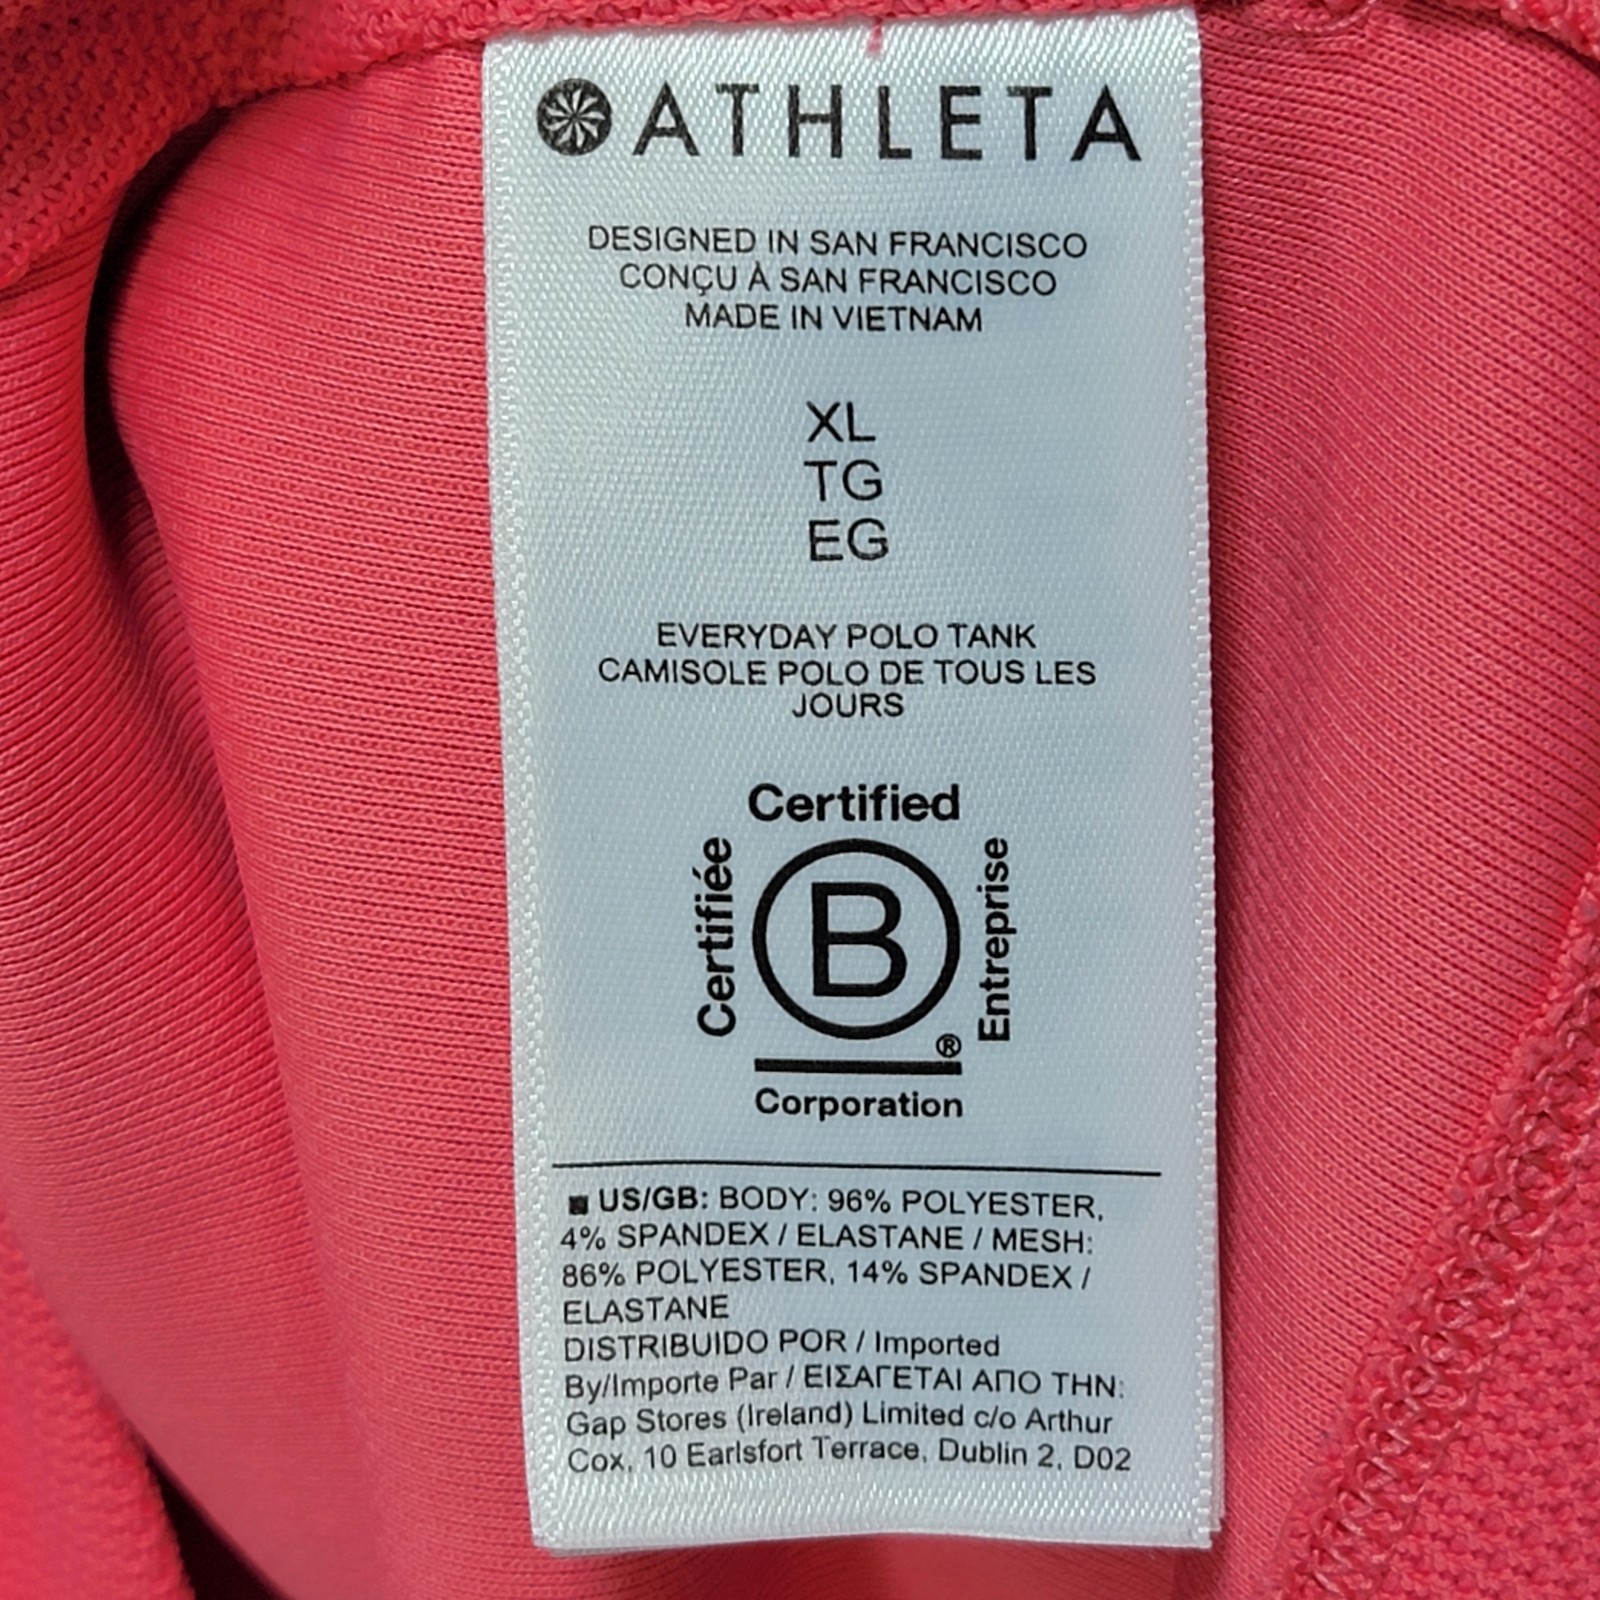 ATHLETA
DESIGNED IN SAN FRANCISCO
CONÇU À SAN FRANCISCO
MADE IN VIETNAM
XL
TG
EG
EVERYDAY POLO TANK
CAMISOLE POLO DE TOUS LES
JOURS
Certified
Certifiée
B
Entreprise
®
Corporation
US/GB: BODY: 96% POLYESTER,
4% SPANDEX / ELASTANE / MESH:
86% POLYESTER, 14% SPANDEX /
ELASTANE
DISTRIBUIDO POR / Imported
By/Importe Par / ΕΙΣΑΓΕΤΑΙ ΑΠΟ ΤΗΝ:
Gap Stores (Ireland) Limited c/o Arthur
Cox, 10 Earlsfort Terrace, Dublin 2, D02